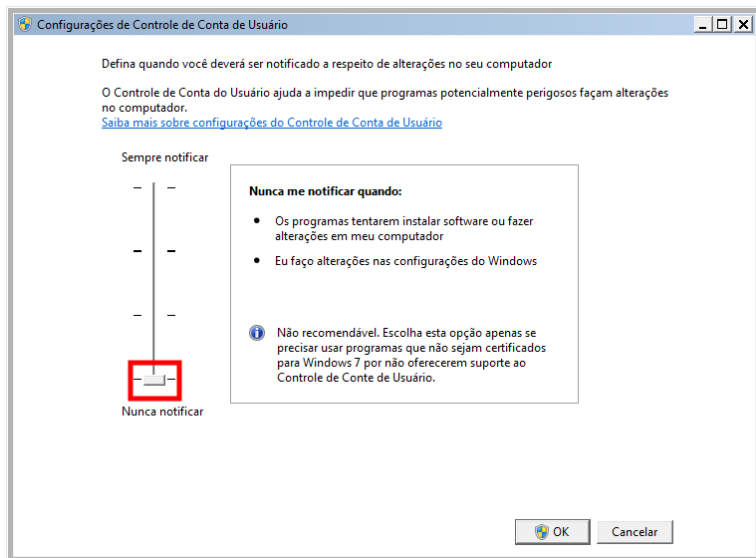 Configurações de Controle de Conta de Usuário
Defina quando você deverá ser notificado a respeito de alterações no seu computador
O Controle de Conta do Usuário ajuda a impedir que programas potencialmente perigosos façam alterações
no computador.
Saiba mais sobre configurações do Controle de Conta de Usuário
Sempre notificar
Nunca me notificar quando:
Os programas tentarem instalar software ou fazer
alterações em meu computador
Eu faço alterações nas configurações do Windows
Não recomendável. Escolha esta opção apenas se
precisar usar programas que não sejam certificados
para Windows 7 por não oferecerem suporte ao
Controle de Conte de Usuário.
Nunca notificar
OK
Cancelar